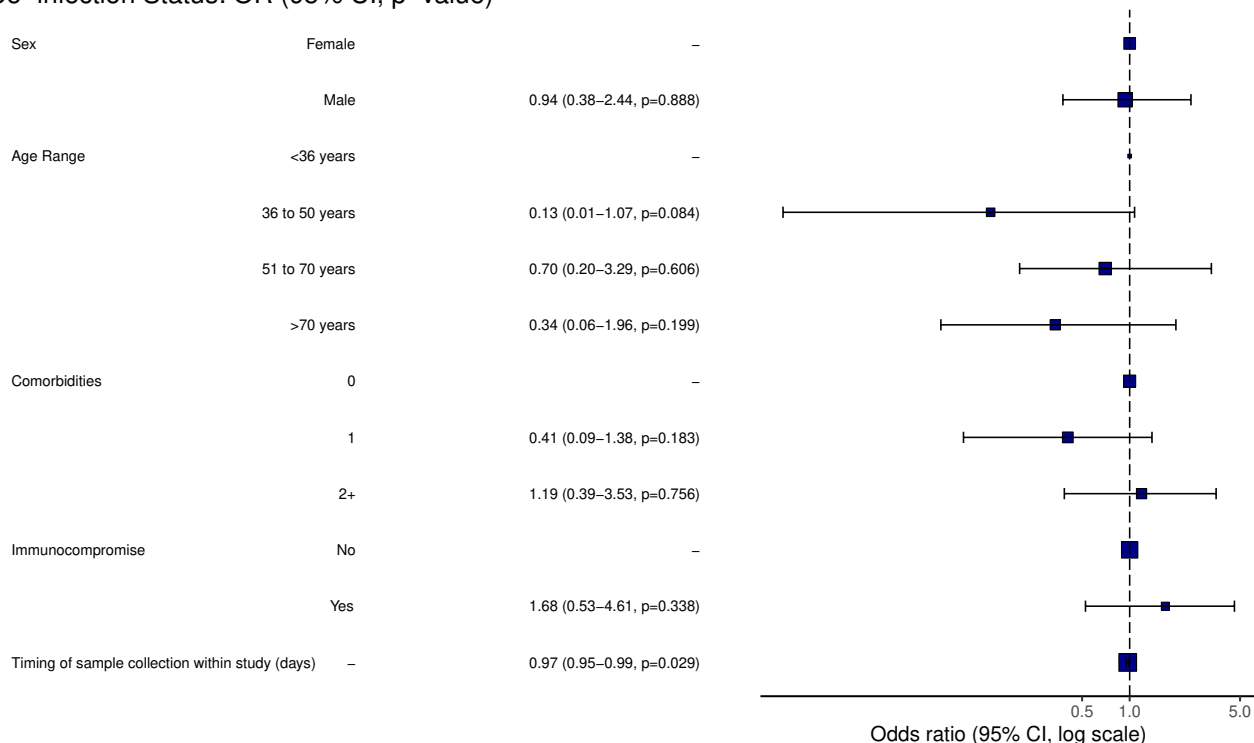 infection Status: OR (95% CI, p−value)
Sex Female –
Male 0.94 (0.38–2.44, p=0.888)
Age Range <36 years –
36 to 50 years 0.13 (0.01–1.07, p=0.084)
51 to 70 years 0.70 (0.20–3.29, p=0.606)
>70 years 0.34 (0.06–1.96, p=0.199)
Comorbidities 0 –
1 0.41 (0.09–1.38, p=0.183)
2+ 1.19 (0.39–3.53, p=0.756)
Immunocompromise No –
Yes 1.68 (0.53–4.61, p=0.338)
Timing of sample collection within study (days) – 0.97 (0.95–0.99, p=0.029)
0.5 1.0 5.0
Odds ratio (95% CI, log scale)